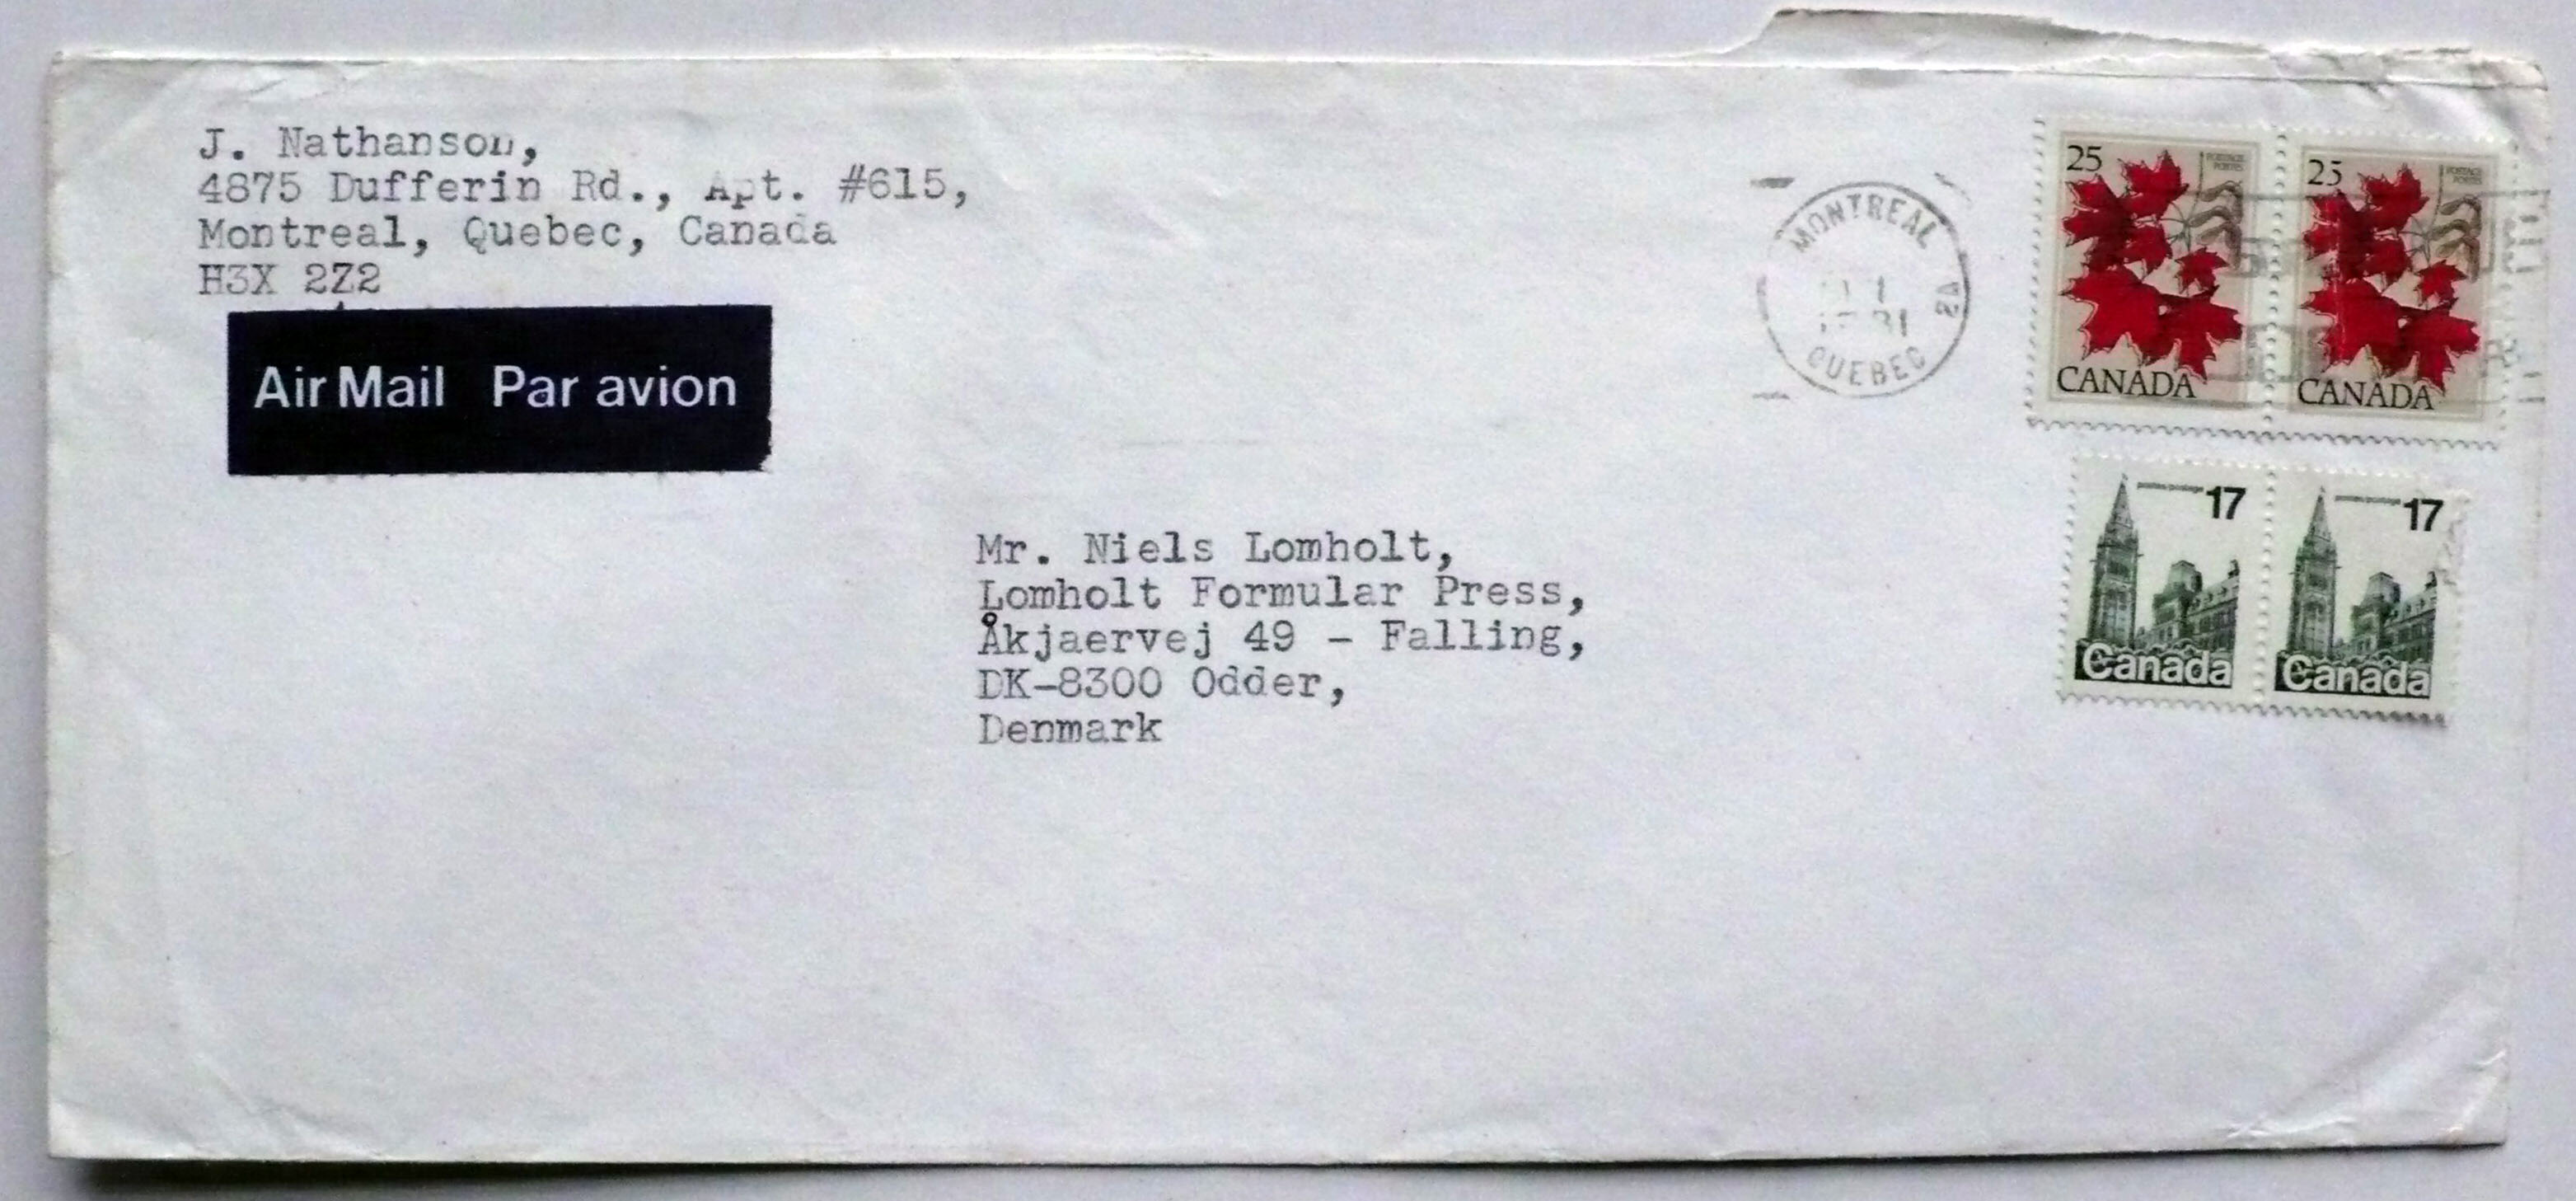 J. Nathanson,
4875 Dufferin Rd., Apt. #615,
Montreal, Quebec, Canada
H3X 2Z2
Air Mail Par avion
MONTREAL
QUEBEC
25
CANADA
25
CANADA
17
Canada
17
Canada
Mr. Niels Lomholt,
Lomholt Formular Press,
Åkjaervej 49 - Falling,
DK-8300 Odder,
Denmark